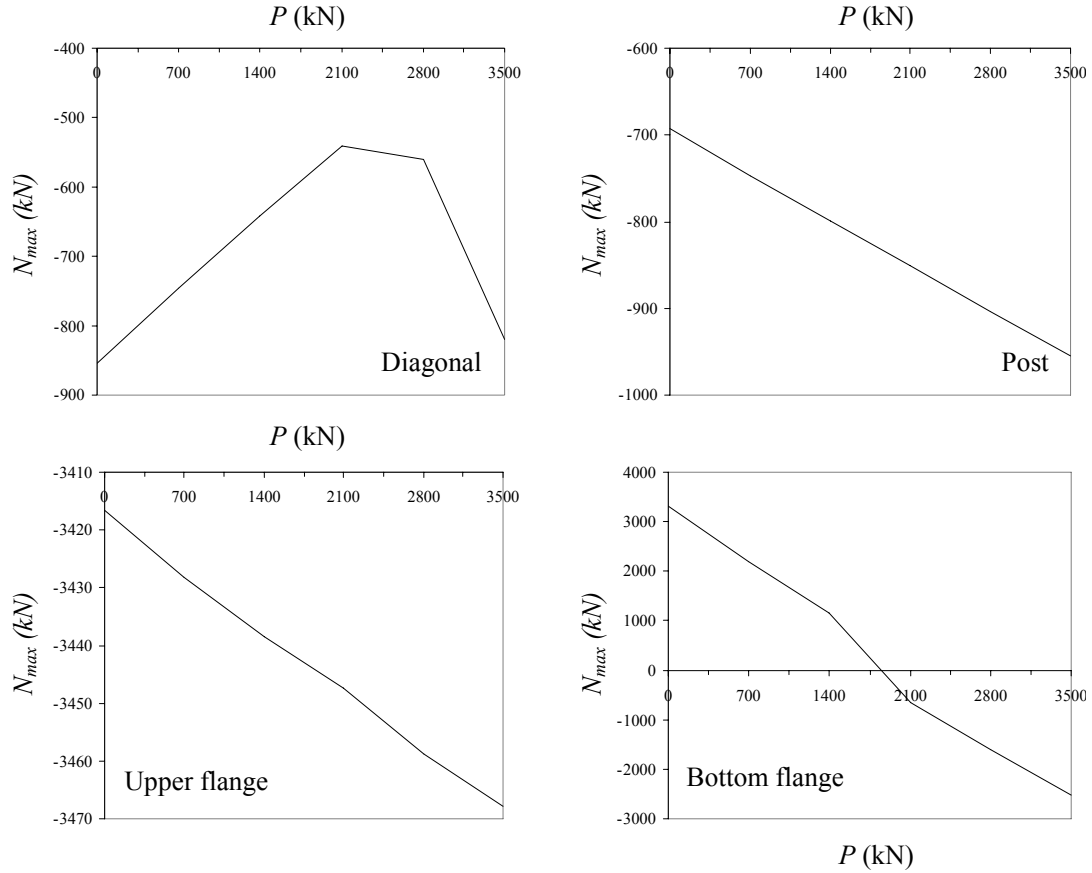 P (kN)
-400
0 700 1400 2100 2800 3500
-500
-600
-700
-800
-900
N_max (kN)
Diagonal
P (kN)
-600
0 700 1400 2100 2800 3500
-700
-800
-900
-1000
N_max (kN)
Post
P (kN)
-3410
0 700 1400 2100 2800 3500
-3420
-3430
-3440
-3450
-3460
-3470
N_max (kN)
Upper flange
4000
3000
2000
1000
0
0 700 1400 2100 2800 3500
-1000
-2000
-3000
N_max (kN)
Bottom flange
P (kN)